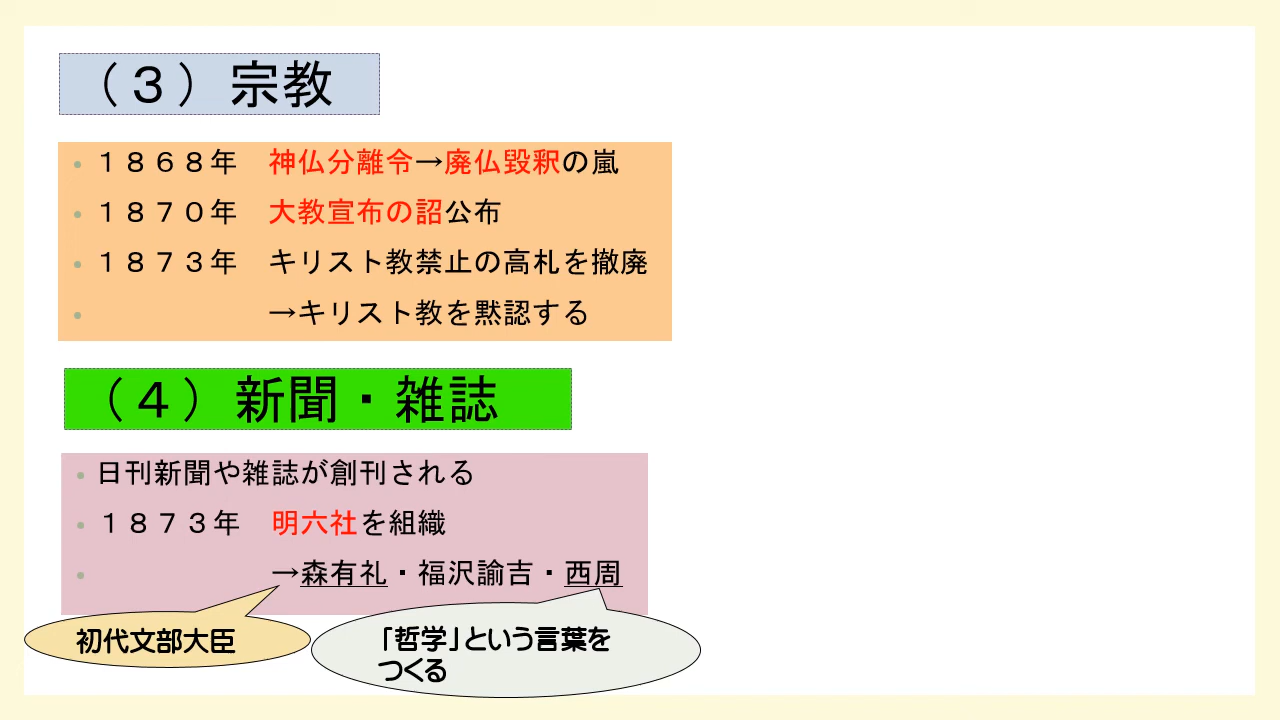 （３）宗教
• １８６８年　神仏分離令→廃仏毀釈の嵐
• １８７０年　大教宣布の詔公布
• １８７３年　キリスト教禁止の高札を撤廃
• →キリスト教を黙認する
（４）新聞・雑誌
• 日刊新聞や雑誌が創刊される
• １８７３年　明六社を組織
• →森有礼・福沢諭吉・西周
初代文部大臣
「哲学」という言葉を
つくる